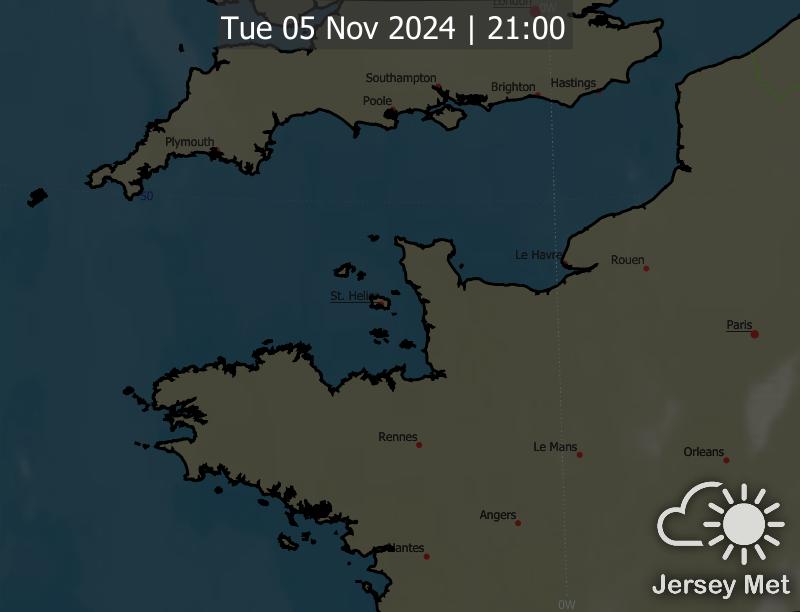 London
0W
Tue 05 Nov 2024 | 21:00
Southampton
Brighton
Hastings
Poole
Plymouth
50
Le Havre
Rouen
St. Helier
Paris
Rennes
Le Mans
Orleans
Angers
Nantes
Jersey Met
0W